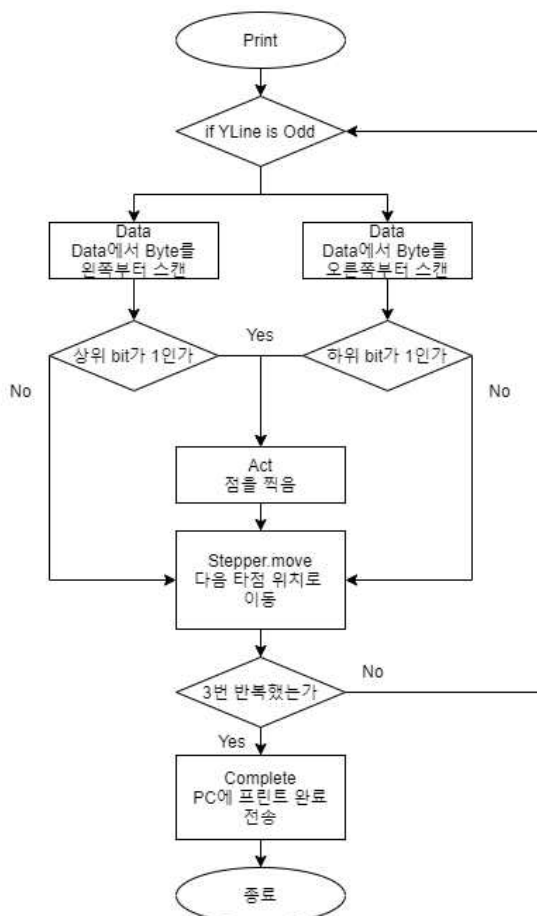 Print
if YLine is Odd
Data
Data에서 Byte를
왼쪽부터 스캔
Data
Data에서 Byte를
오른쪽부터 스캔
상위 bit가 1인가
Yes
하위 bit가 1인가
No
No
Act
점을 찍음
Stepper.move
다음 타점 위치로
이동
3번 반복했는가
No
Yes
Complete
PC에 프린트 완료
전송
종료